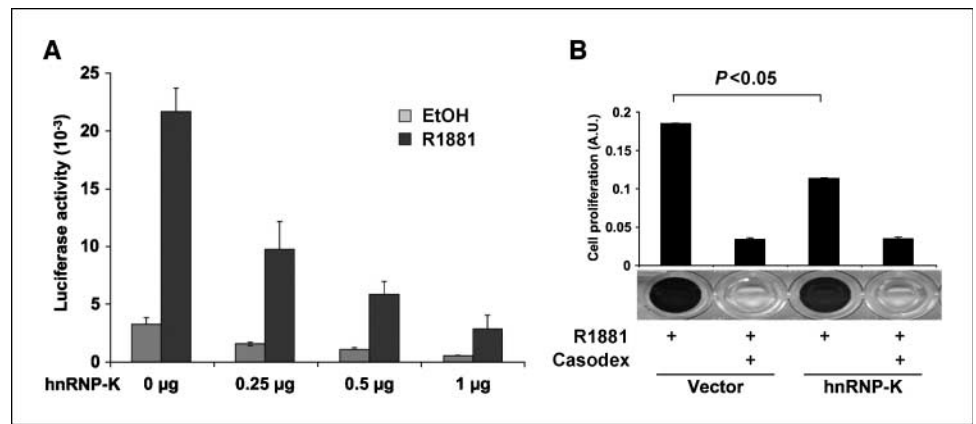 A
Luciferase activity (10⁻³)
25
20
15
10
5
0
EtOH
R1881
hnRNP-K 0 µg 0.25 µg 0.5 µg 1 µg
B
P<0.05
Cell proliferation (A.U.)
0.2
0.15
0.1
0.05
0
R1881 + + + +
Casodex + +
Vector hnRNP-K